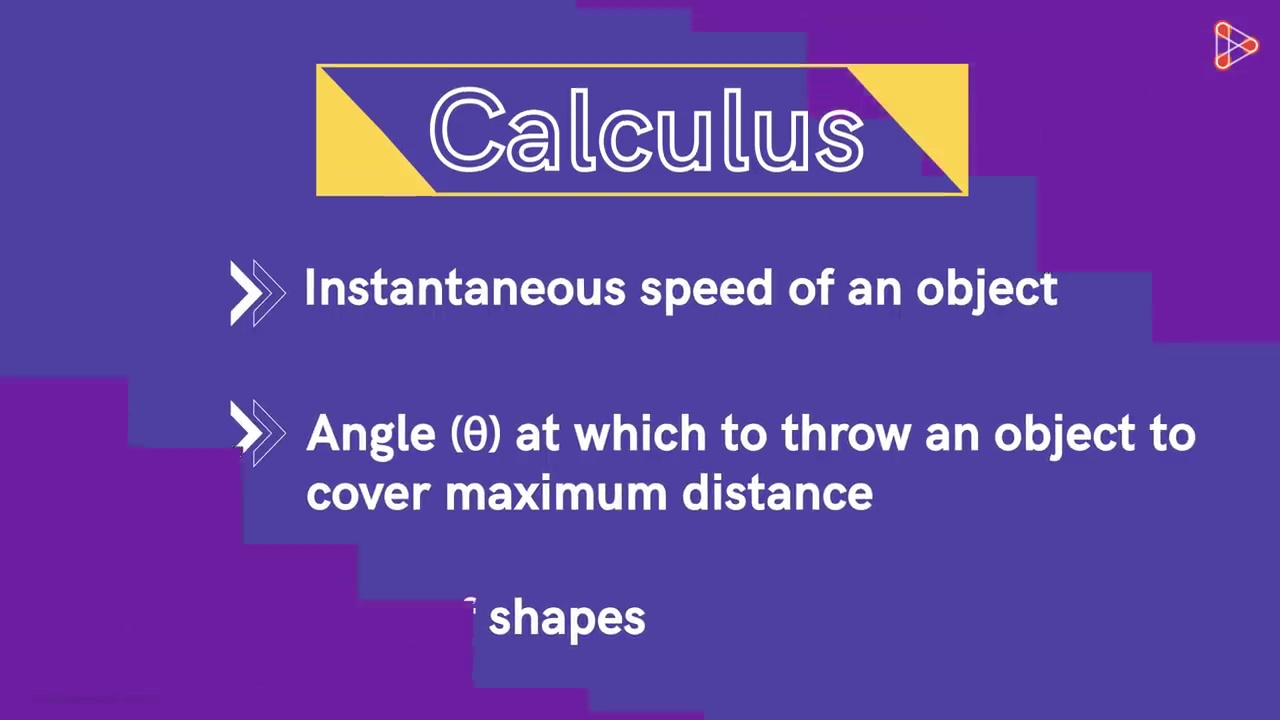 Calculus
Instantaneous speed of an object
Angle (θ) at which to throw an object to
cover maximum distance
shapes